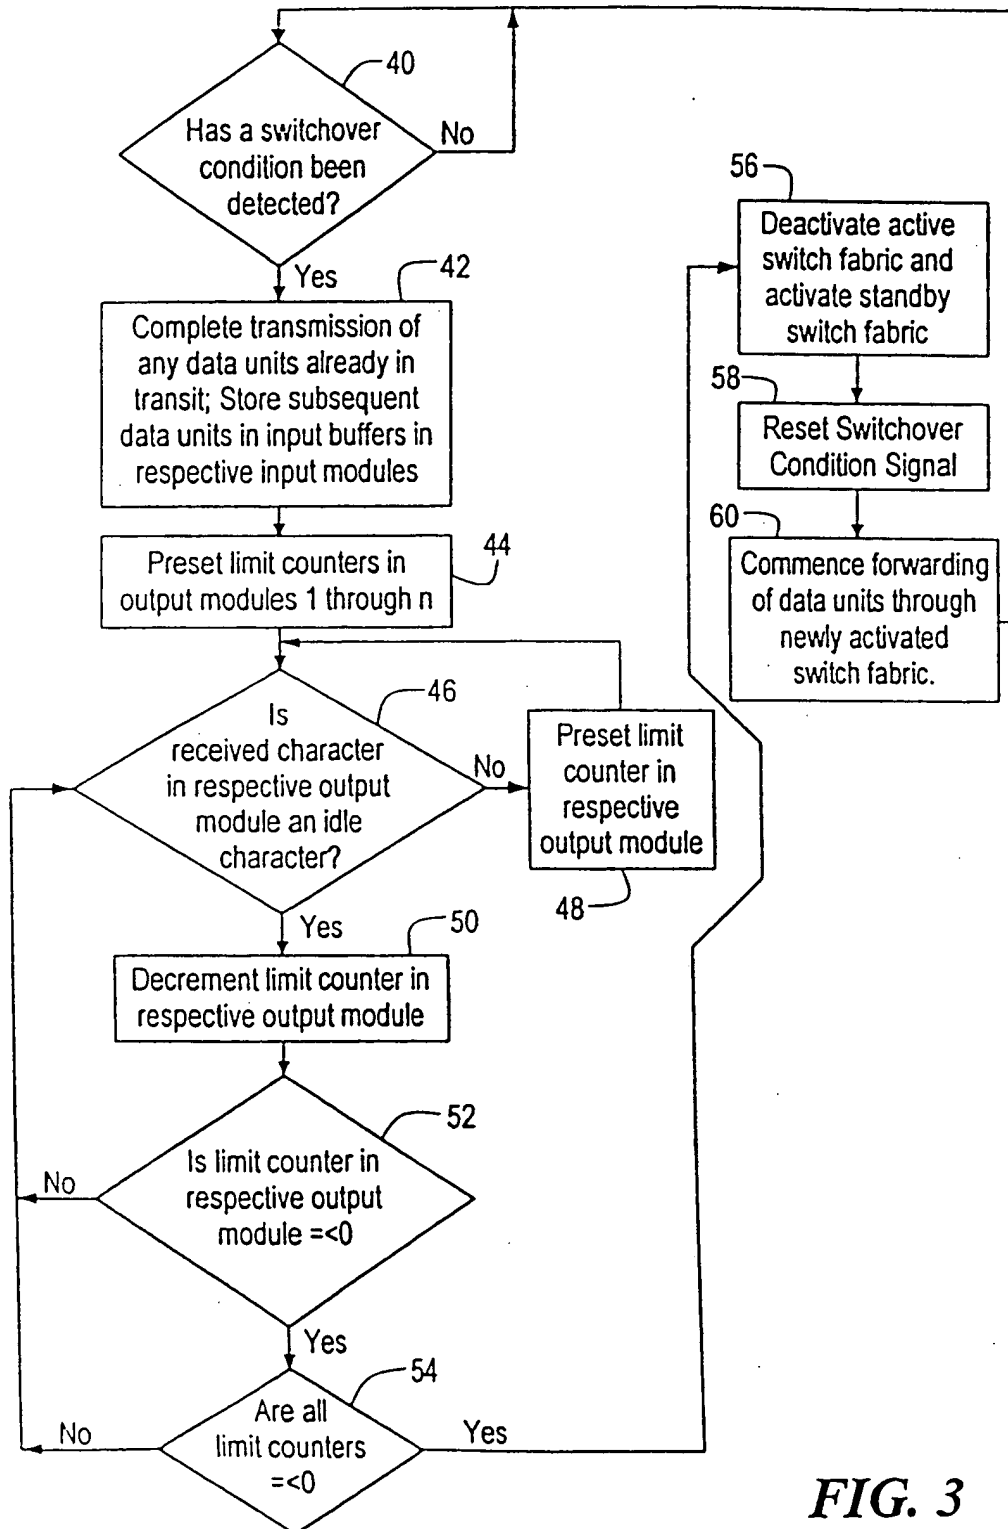 40
Has a switchover
condition been
detected?
No
Yes
42
Complete transmission of
any data units already in
transit; Store subsequent
data units in input buffers in
respective input modules
44
Preset limit counters in
output modules 1 through n
46
Is
received character
in respective output
module an idle
character?
No
Preset limit
counter in
respective
output module
48
Yes
50
Decrement limit counter in
respective output module
52
Is limit counter in
respective output
module =<0
No
Yes
54
Are all
limit counters
=<0
No
Yes
56
Deactivate active
switch fabric and
activate standby
switch fabric
58
Reset Switchover
Condition Signal
60
Commence forwarding
of data units through
newly activated
switch fabric.
FIG. 3